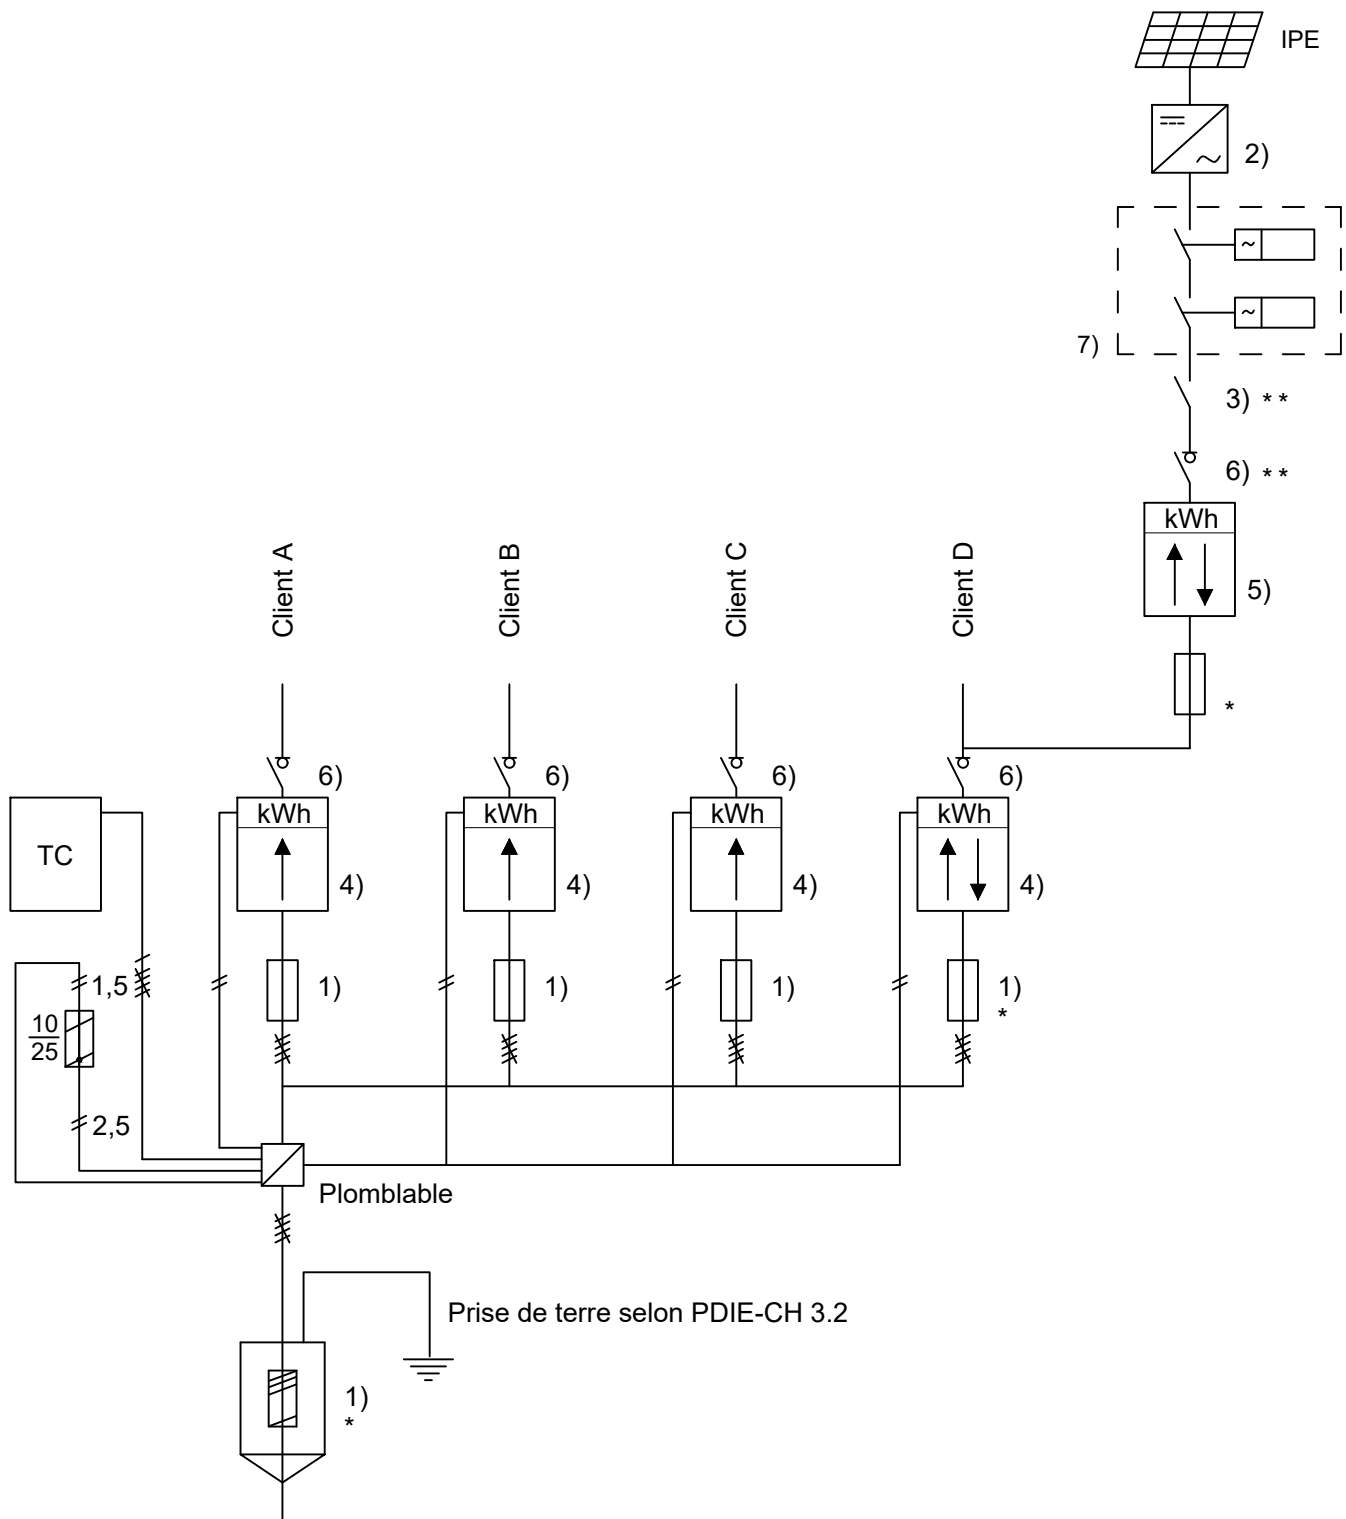 IPE
2)
~
~
7)
3) **
6) **
kWh
5)
*
Client A
Client B
Client C
Client D
6)
6)
6)
6)
kWh
kWh
kWh
kWh
TC
4)
4)
4)
4)
1,5
1)
1)
1)
1)
*
10
25
2,5
Plomblable
Prise de terre selon PDIE-CH 3.2
1)
*